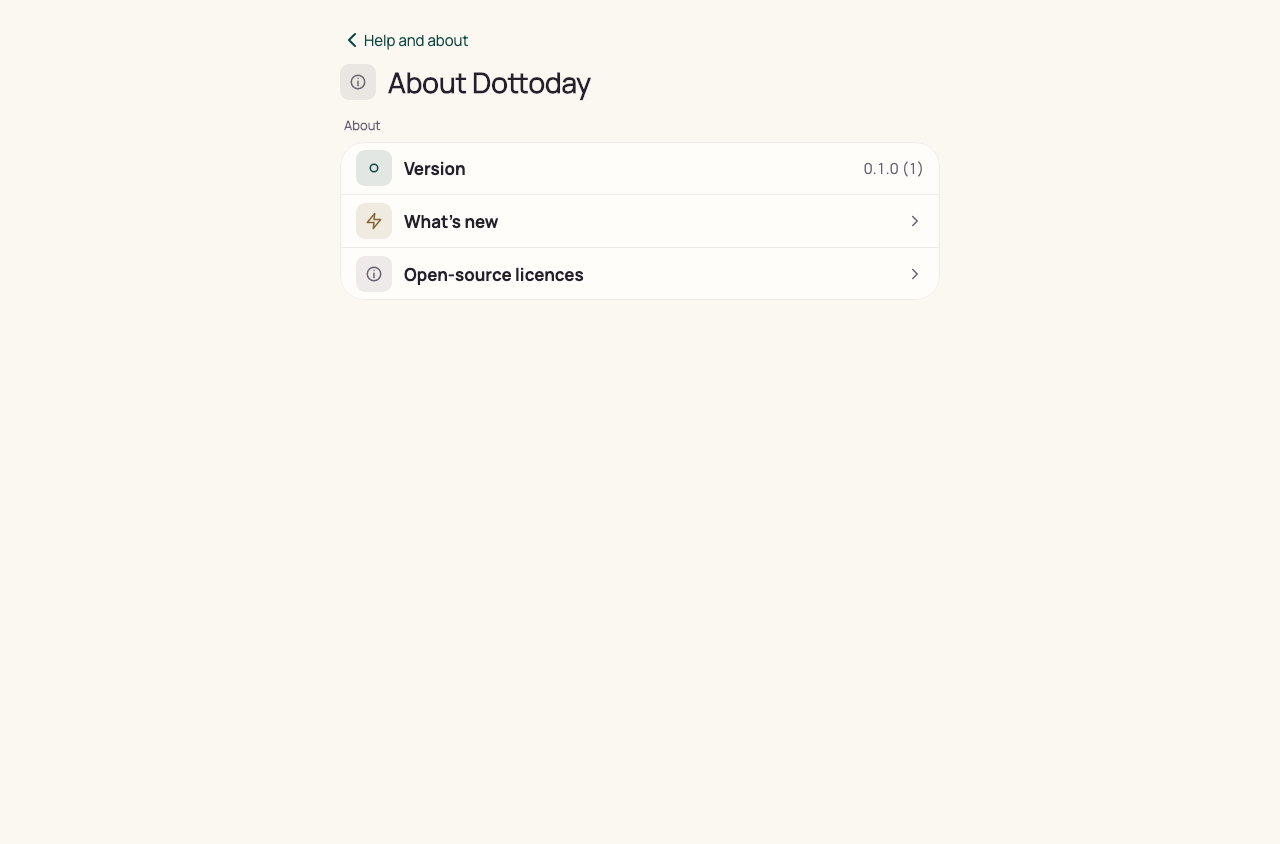 Help and about
About Dottoday
About
Version 0.1.0 (1)
What's new
Open-source licences